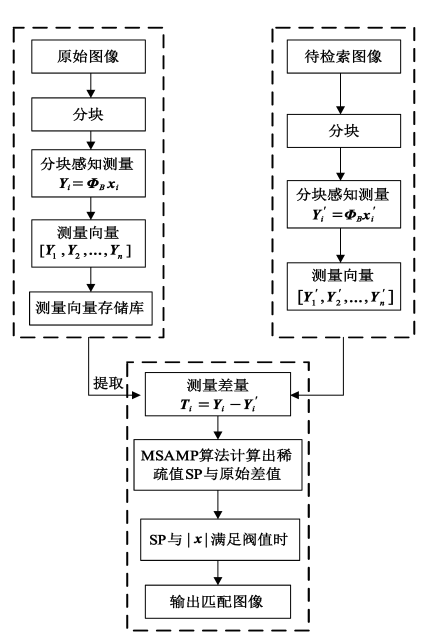 原始图像
分块
分块感知测量
Y_i = Φ_B x_i
测量向量
[Y_1 ,Y_2 ,...,Y_n ]
测量向量存储库
待检索图像
分块
分块感知测量
Y_i′=Φ_B x_i′
测量向量
[Y_1′,Y_2′,...,Y_n′]
提取
测量差量
T_i = Y_i − Y_i′
MSAMP算法计算出稀
疏值SP与原始差值
SP与|x|满足阀值时
输出匹配图像